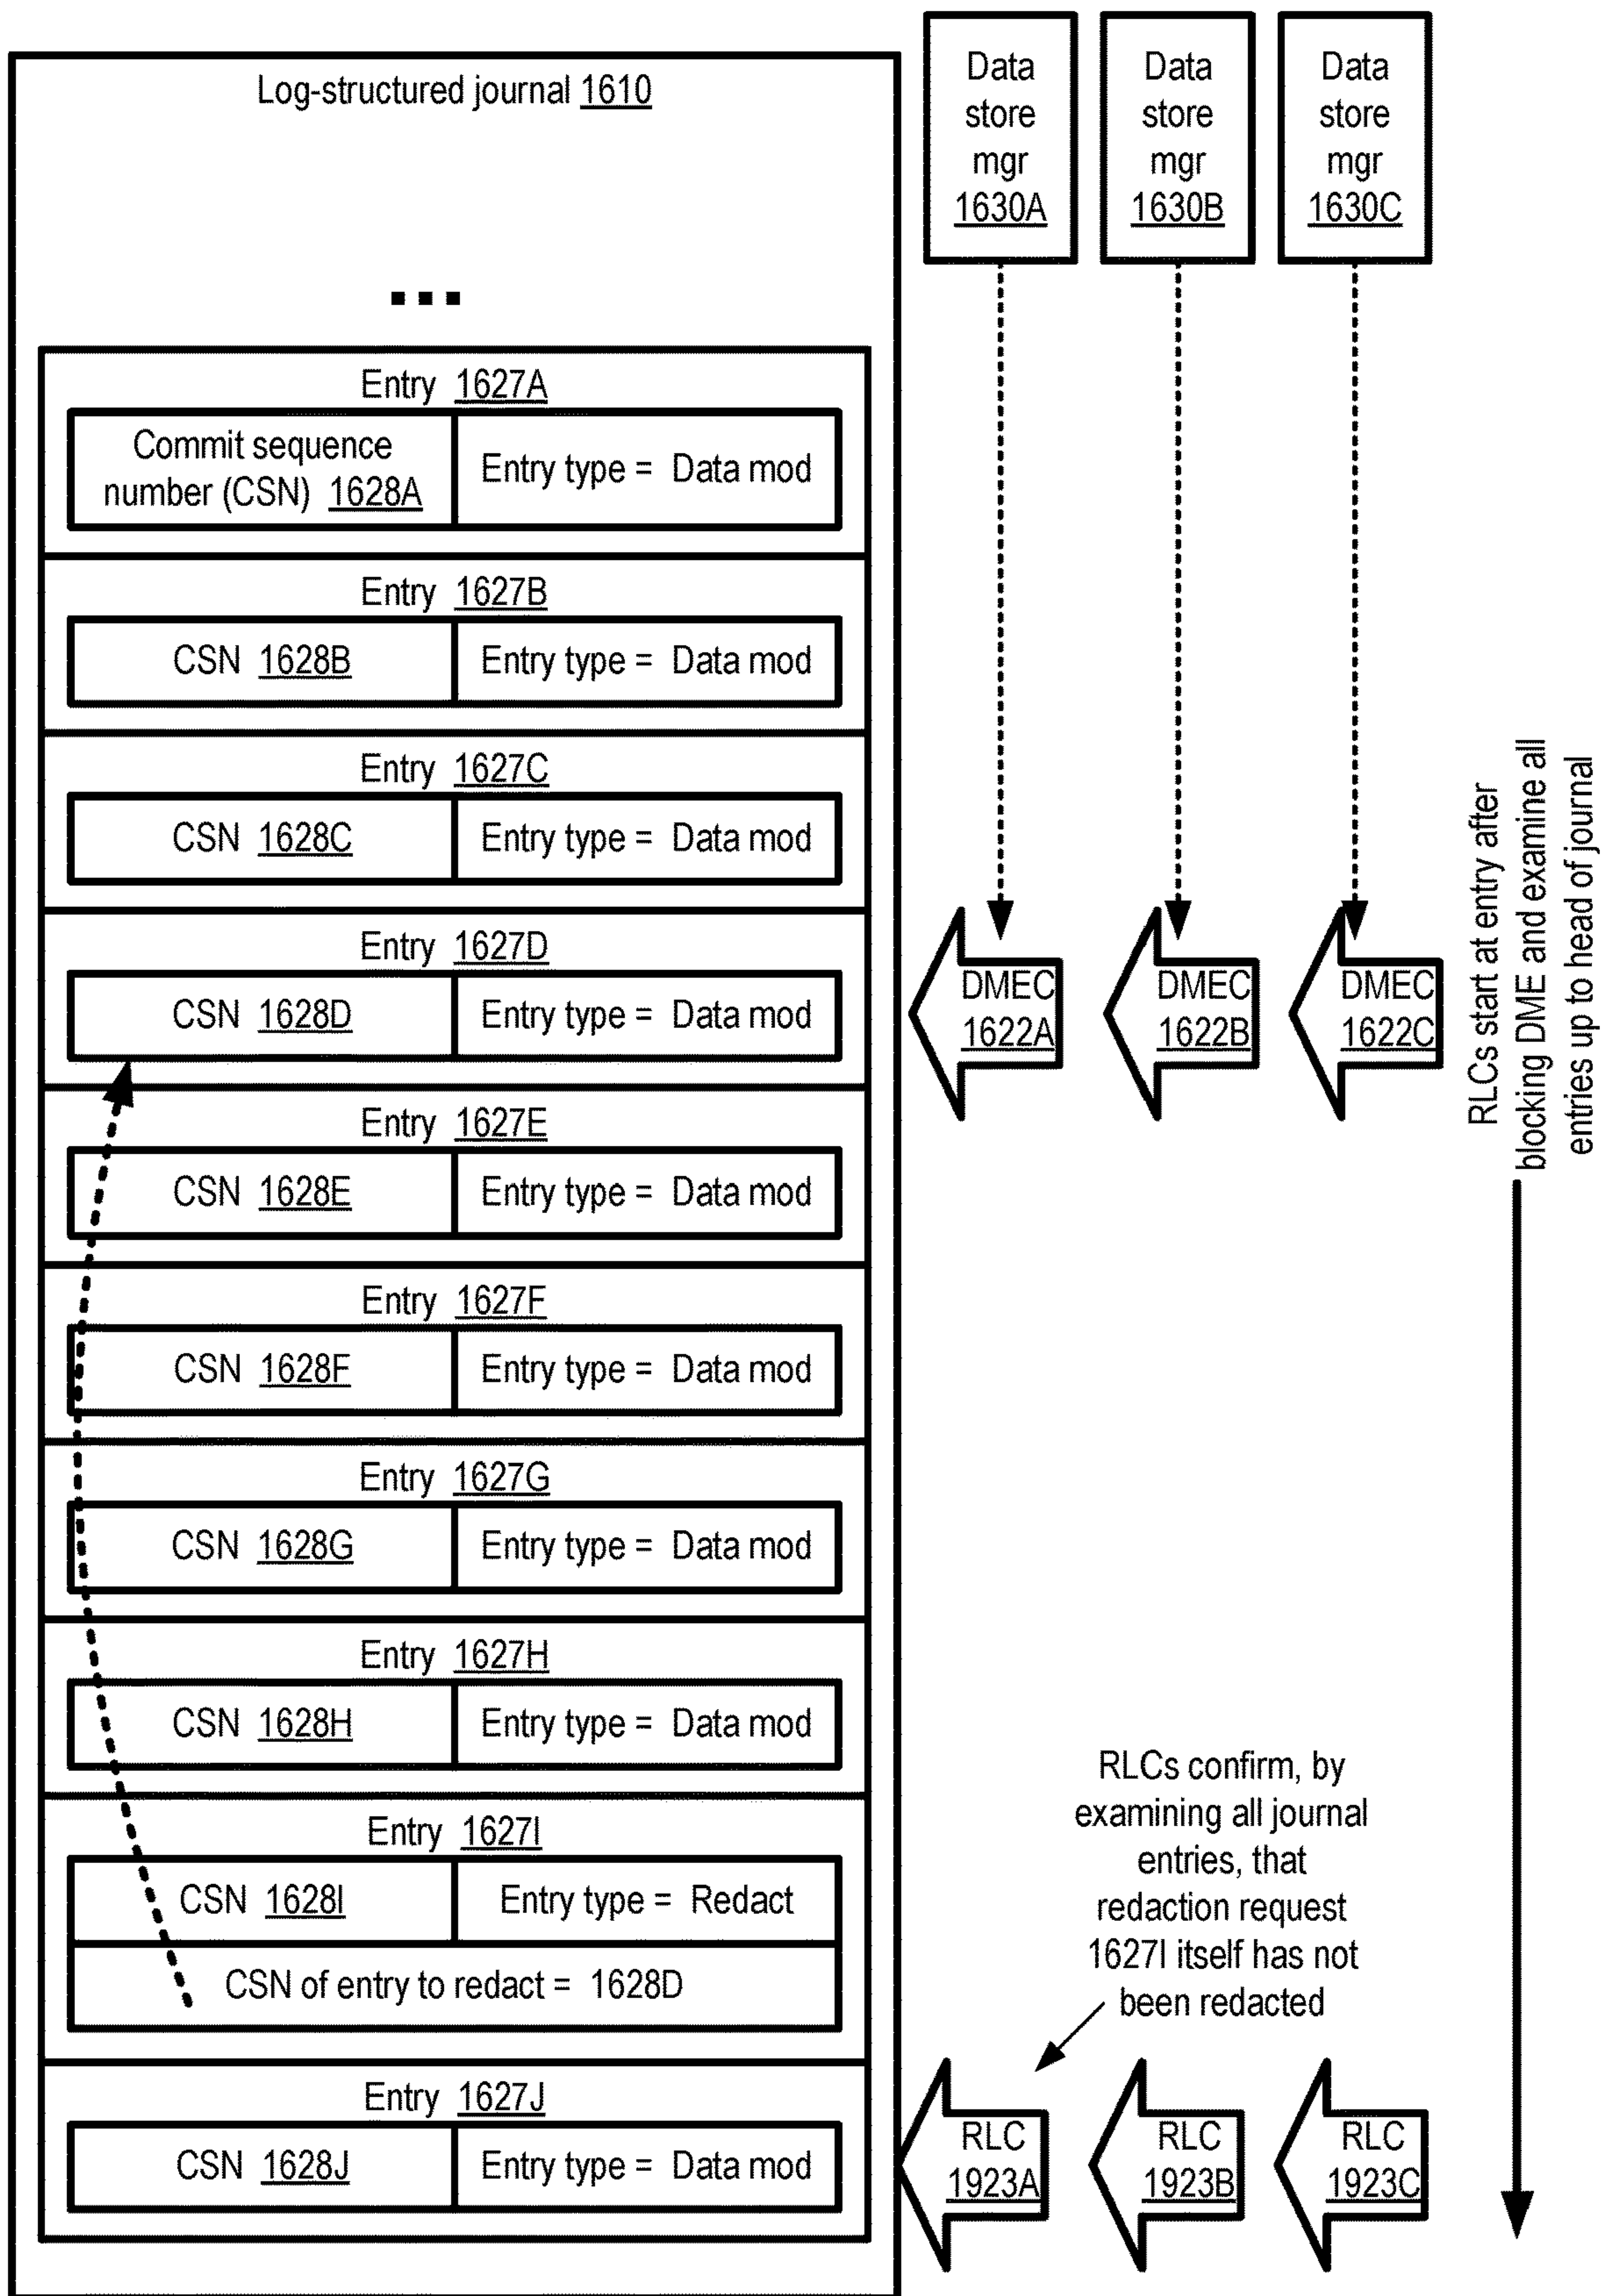 Log-structured journal 1610
...
Entry 1627A
Commit sequence
number (CSN) 1628A
Entry type = Data mod
Entry 1627B
CSN 1628B
Entry type = Data mod
Entry 1627C
CSN 1628C
Entry type = Data mod
Entry 1627D
CSN 1628D
Entry type = Data mod
Entry 1627E
CSN 1628E
Entry type = Data mod
Entry 1627F
CSN 1628F
Entry type = Data mod
Entry 1627G
CSN 1628G
Entry type = Data mod
Entry 1627H
CSN 1628H
Entry type = Data mod
Entry 1627I
CSN 1628I
Entry type = Redact
CSN of entry to redact = 1628D
Entry 1627J
CSN 1628J
Entry type = Data mod
Data
store
mgr
1630A
Data
store
mgr
1630B
Data
store
mgr
1630C
DMEC
1622A
DMEC
1622B
DMEC
1622C
RLCs start at entry after
blocking DME and examine all
entries up to head of journal
RLCs confirm, by
examining all journal
entries, that
redaction request
1627I itself has not
been redacted
RLC
1923A
RLC
1923B
RLC
1923C